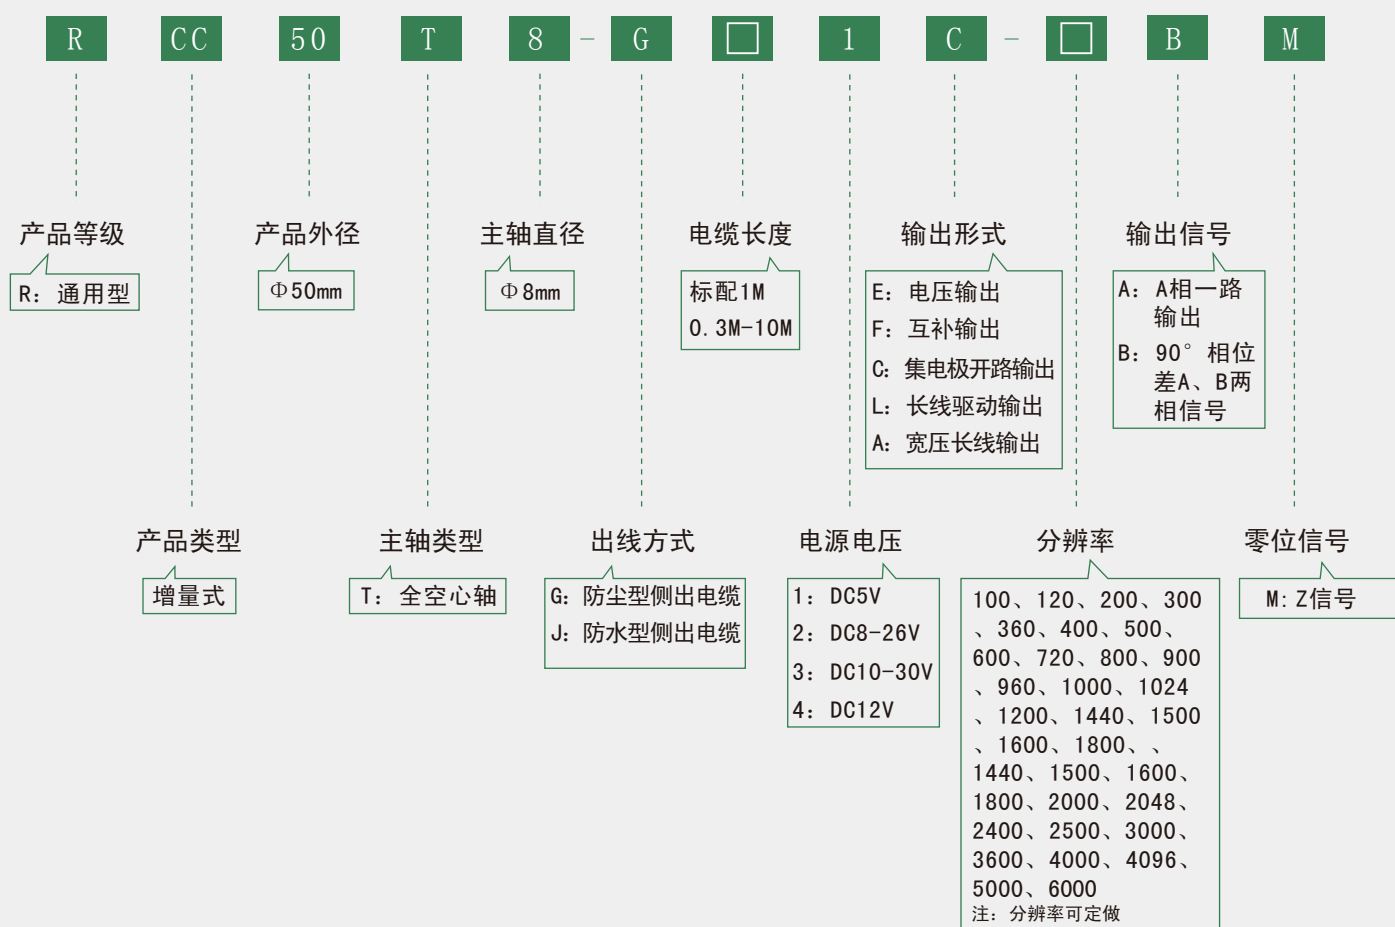 R CC 50 T 8 - G □ 1 C - □ B M
产品等级
R: 通用型
产品外径
Φ50mm
主轴直径
Φ8mm
电缆长度
标配1M
0.3M-10M
输出形式
E: 电压输出
F: 互补输出
C: 集电极开路输出
L: 长线驱动输出
A: 宽压长线输出
输出信号
A: A相一路
输出
B: 90°相位
差A、B两
相信号
产品类型
增量式
主轴类型
T: 全空心轴
出线方式
G: 防尘型侧出电缆
J: 防水型侧出电缆
电源电压
1: DC5V
2: DC8-26V
3: DC10-30V
4: DC12V
分辨率
100、120、200、300
、360、400、500、
600、720、800、900
、960、1000、1024
、1200、1440、1500
、1600、1800、、
1440、1500、1600、
1800、2000、2048、
2400、2500、3000、
3600、4000、4096、
5000、6000
注: 分辨率可定做
零位信号
M: Z信号